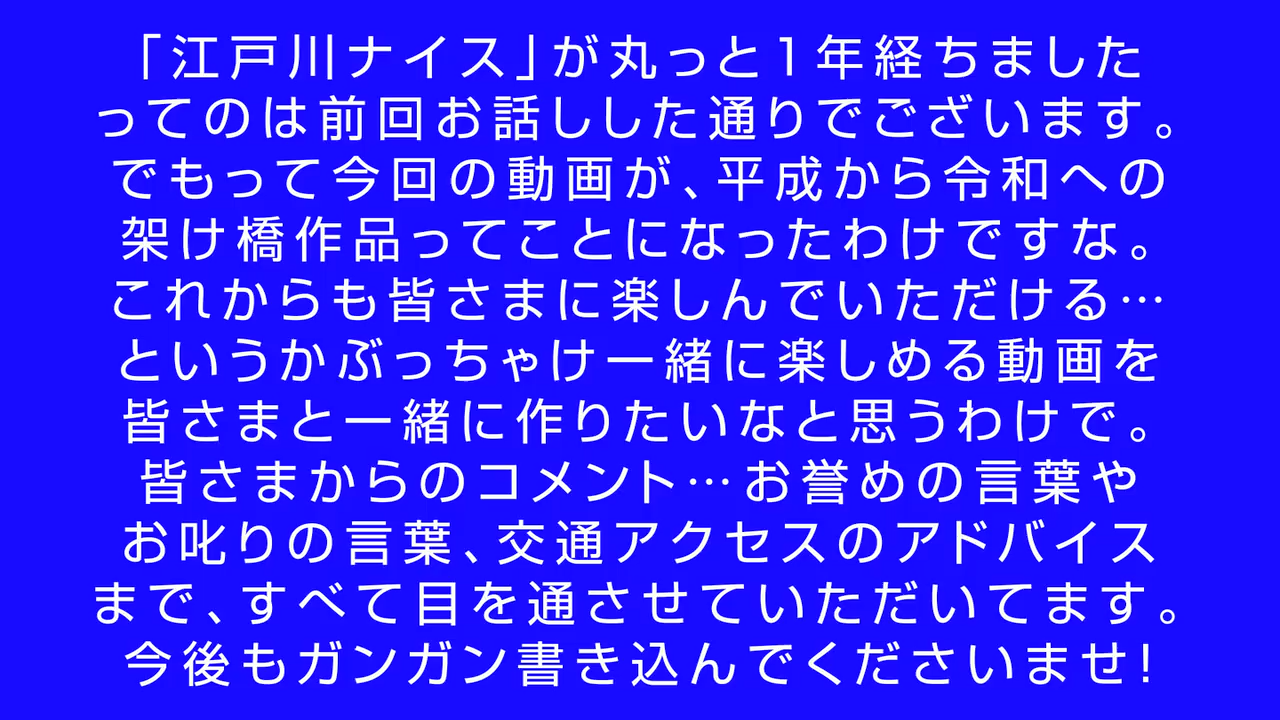 「江戸川ナイス」が丸っと1年経ちました
ってのは前回お話しした通りでございます。
でもって今回の動画が、平成から令和への
架け橋作品ってことになったわけですな。
これからも皆さまに楽しんでいただける…
というかぶっちゃけ一緒に楽しめる動画を
皆さまと一緒に作りたいなと思うわけで。
皆さまからのコメント…お誉めの言葉や
お叱りの言葉、交通アクセスのアドバイス
まで、すべて目を通させていただいてます。
今後もガンガン書き込んでくださいませ!